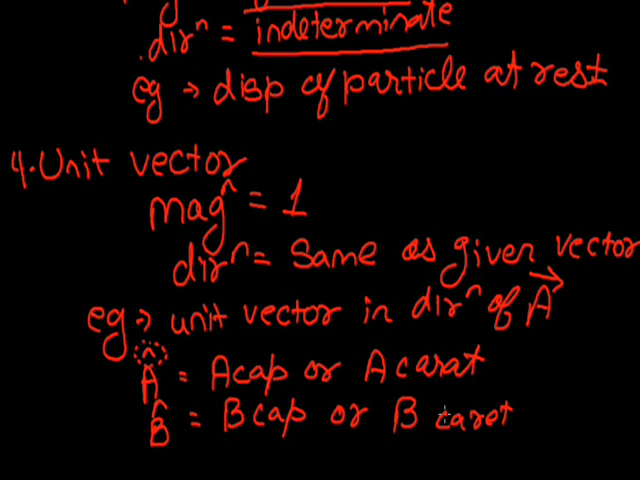 dirⁿ = indeterminate
eg → disp of particle at rest
4. Unit vector
magⁿ = 1
dirⁿ = Same as given vector
eg → unit vector in dirⁿ of A⃗
Â = A cap or A carat
B̂ = B cap or B caret